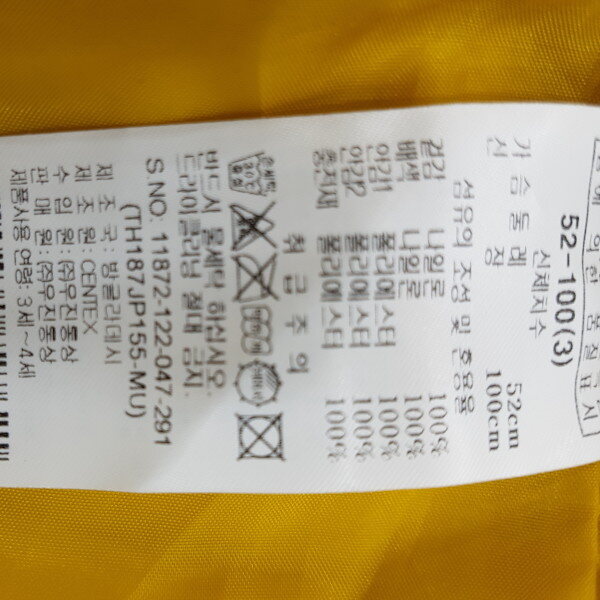 52-100(3)
신체치수
가슴둘레 52cm
신 장 100cm
섬유의 조성 및 혼용율
겉감 나일론 100%
배색 나일론 100%
안감1 폴리에스터 100%
안감2 폴리에스터 100%
충전재 폴리에스터 100%
취 급 주 의
반드시 물세탁 하십시오.
드라이클리닝 절대 금지.
S NO. 11872-122-047-291
(TH187JP155-MU)
제 조 국: 방글라데시
제 조 원: CENTEX
수 입 원: (주)우진통상
판 매 원: (주)우진통상
제품사용 연령: 3세~4세